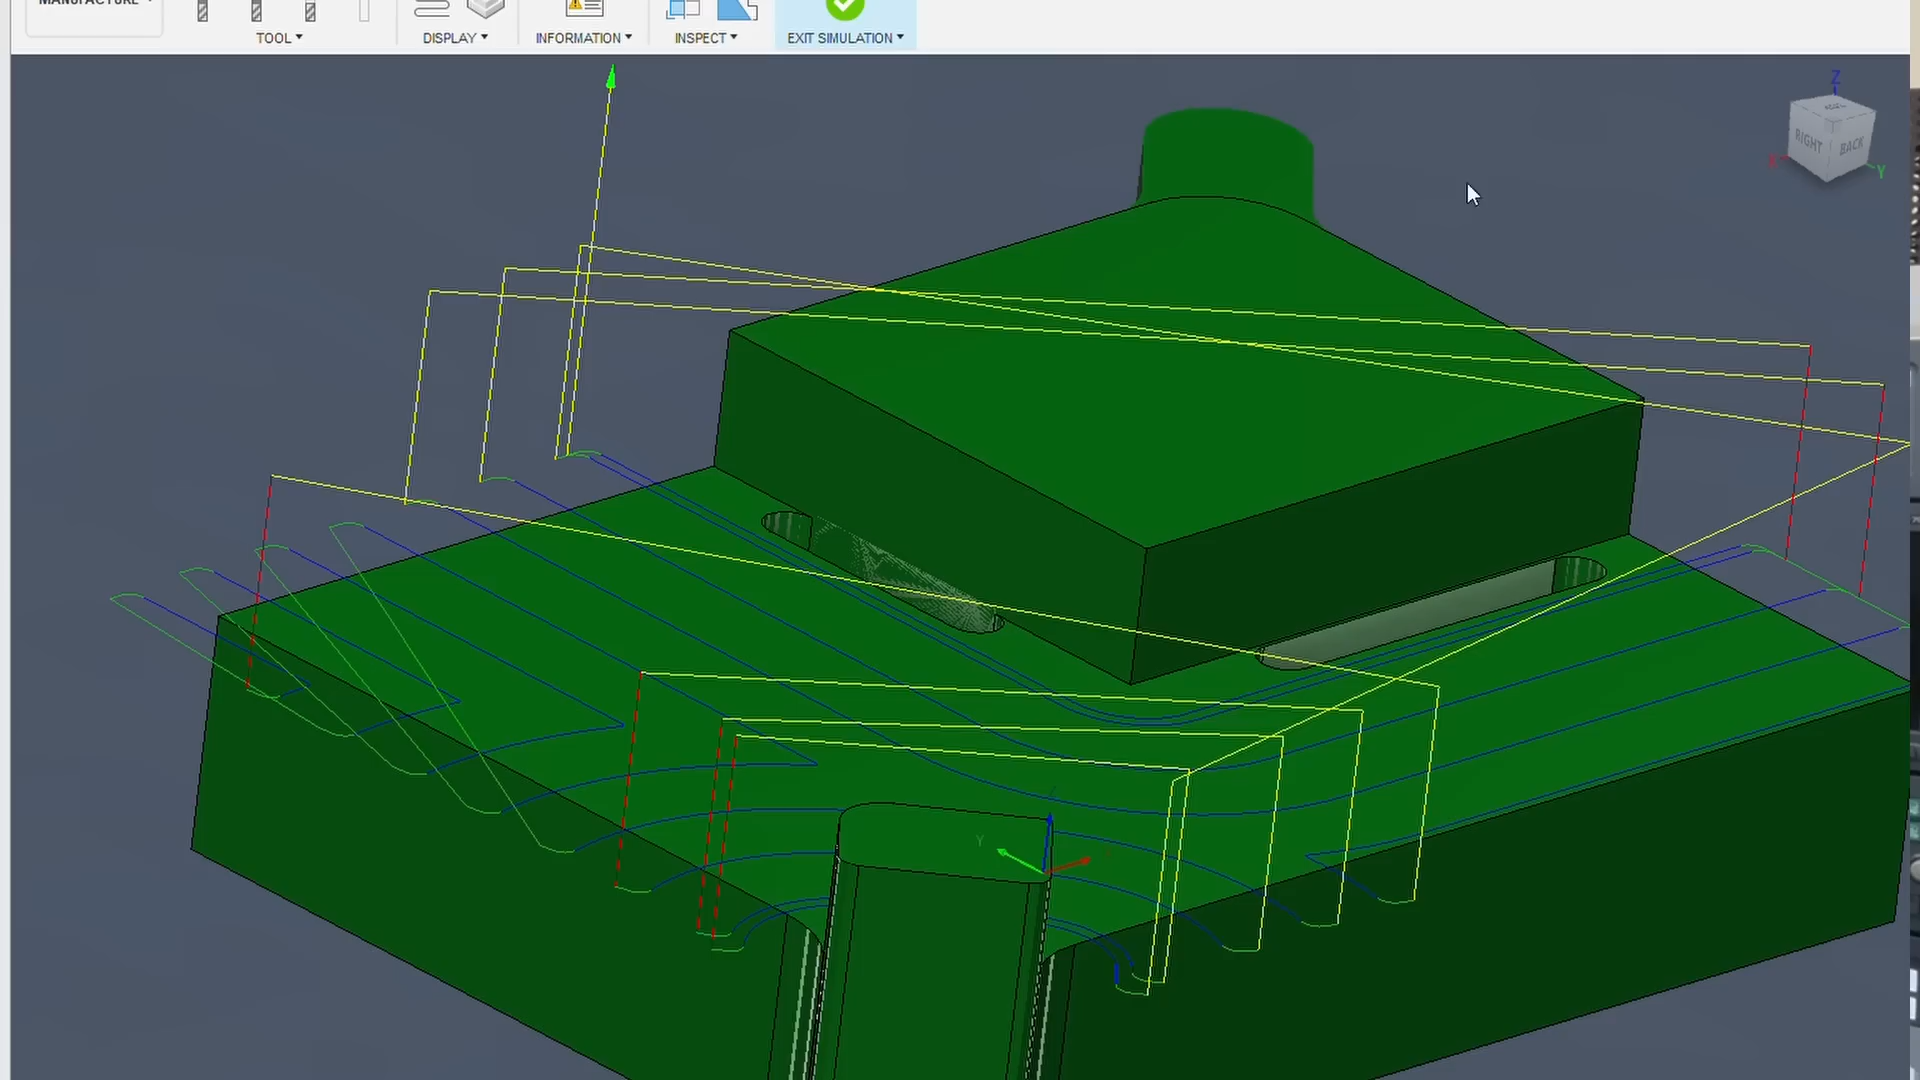 MANUFACTURE
TOOL
DISPLAY
INFORMATION
INSPECT
EXIT SIMULATION
Z
RIGHT
BACK
X
Y
Y